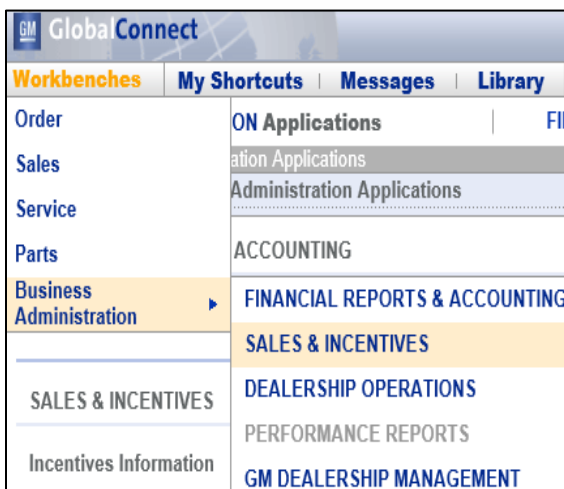 GM GlobalConnect
Workbenches My Shortcuts | Messages | Library
Order
ON Applications | FI
Sales
ation Applications
Administration Applications
Service
Parts
ACCOUNTING
Business
Administration
FINANCIAL REPORTS & ACCOUNTING
SALES & INCENTIVES
DEALERSHIP OPERATIONS
PERFORMANCE REPORTS
GM DEALERSHIP MANAGEMENT
SALES & INCENTIVES
Incentives Information